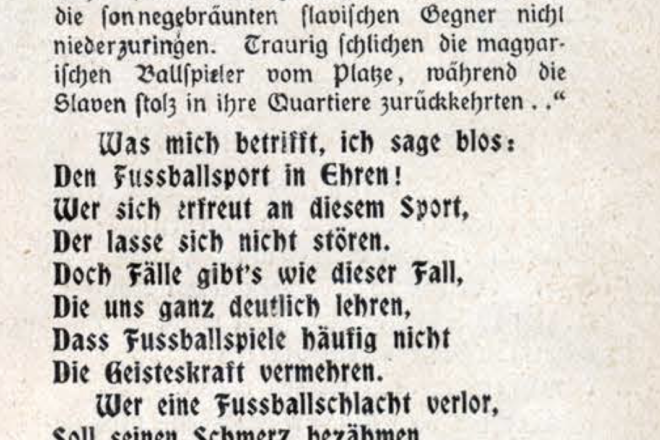 die sonnegebräunten slavischen Gegner nicht
niederzuringen. Traurig schlichen die magyar-
ischen Ballspieler vom Platze, während die
Slaven stolz in ihre Quartiere zurückkehrten . .“
Was mich betrifft, ich sage blos:
Den Fussballsport in Ehren!
Wer sich erfreut an diesem Sport,
Der lasse sich nicht stören.
Doch Fälle gibt's wie dieser Fall,
Die uns ganz deutlich lehren,
Dass Fussballspiele häufig nicht
Die Geisteskraft vermehren.
Wer eine Fussballschlacht verlor,
Soll seinen Schmerz bezähmen